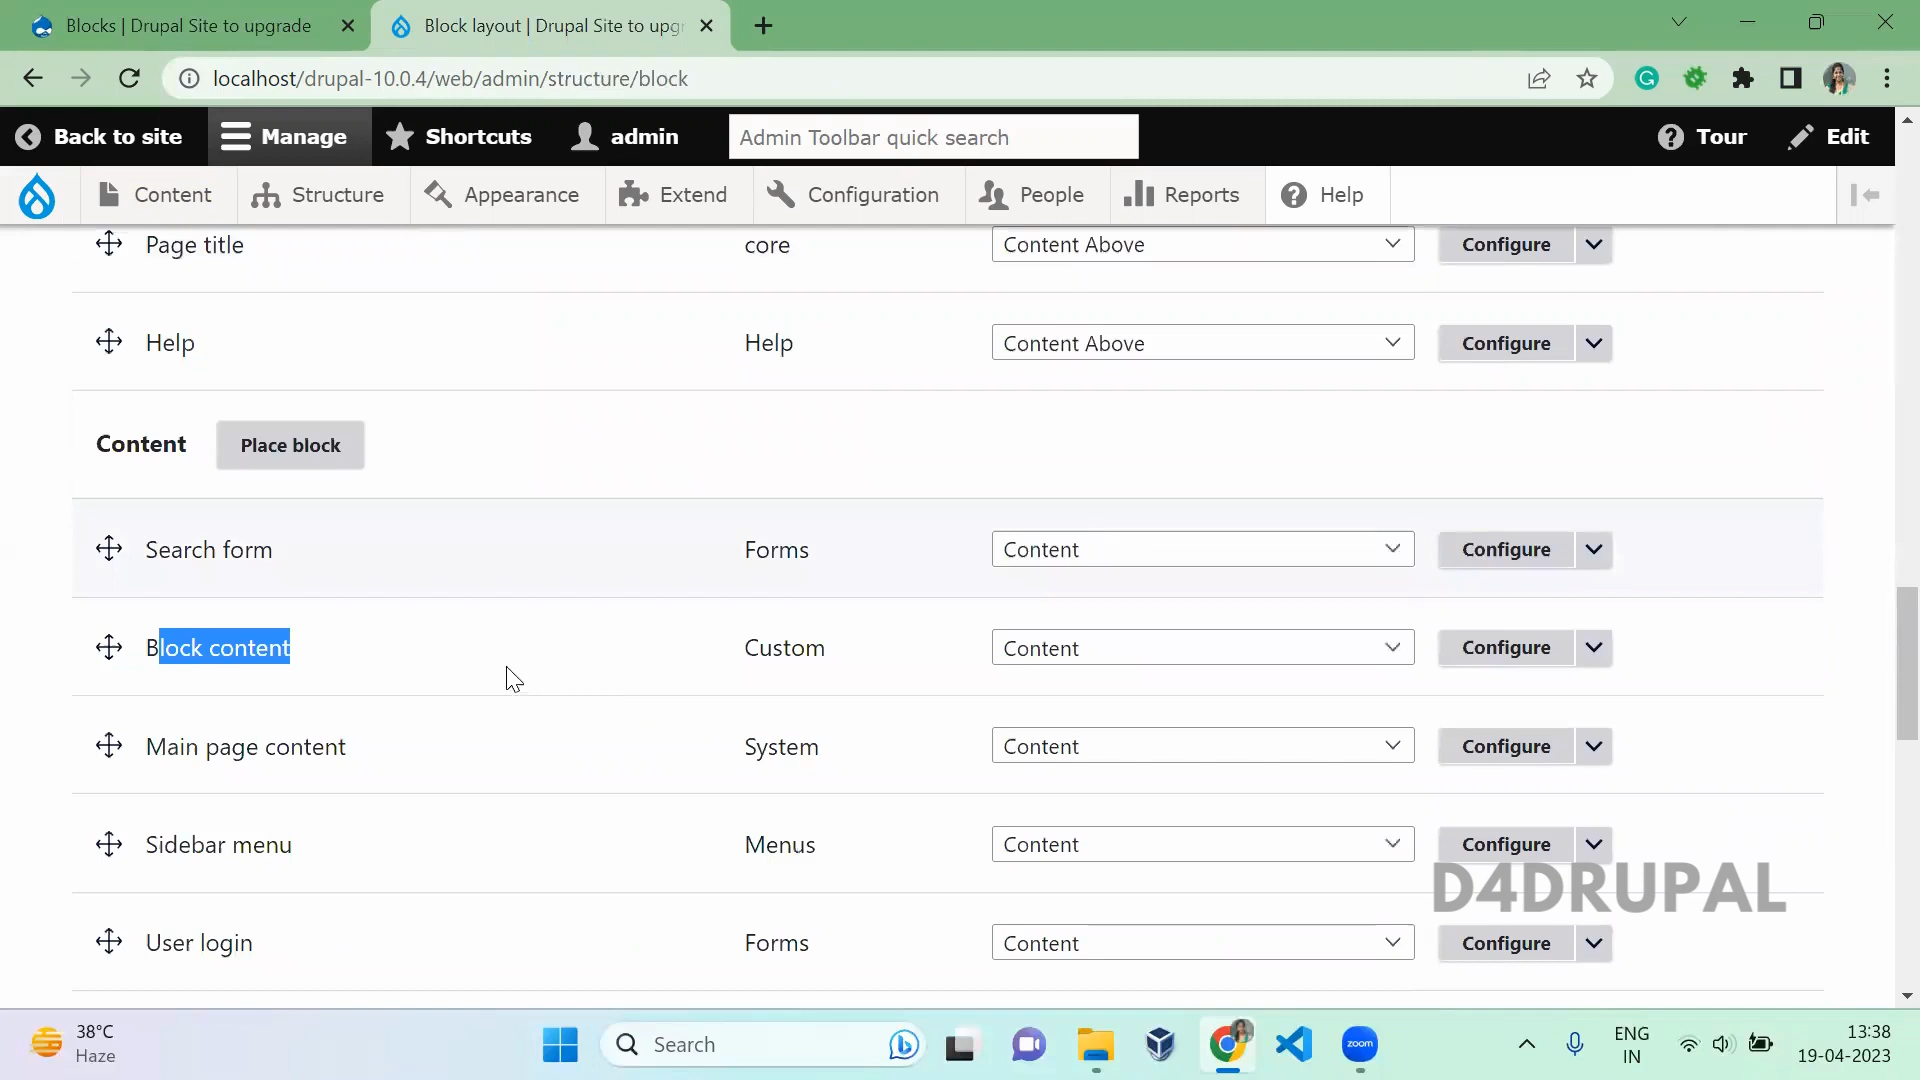 Blocks | Drupal Site to upgrade
Block layout | Drupal Site to upgr
localhost/drupal-10.0.4/web/admin/structure/block
Back to site
Manage
Shortcuts
admin
Admin Toolbar quick search
Tour
Edit
Content
Structure
Appearance
Extend
Configuration
People
Reports
Help
Page title core Content Above Configure
Help Help Content Above Configure
Content Place block
Search form Forms Content Configure
Block content Custom Content Configure
Main page content System Content Configure
Sidebar menu Menus Content Configure
D4DRUPAL
User login Forms Content Configure
38°C
Haze
Search
zoom
ENG
IN
13:38
19-04-2023